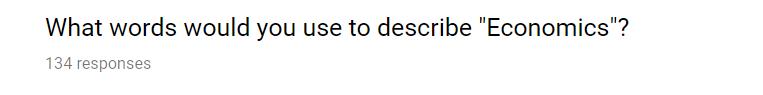 What words would you use to describe "Economics"?
134 responses